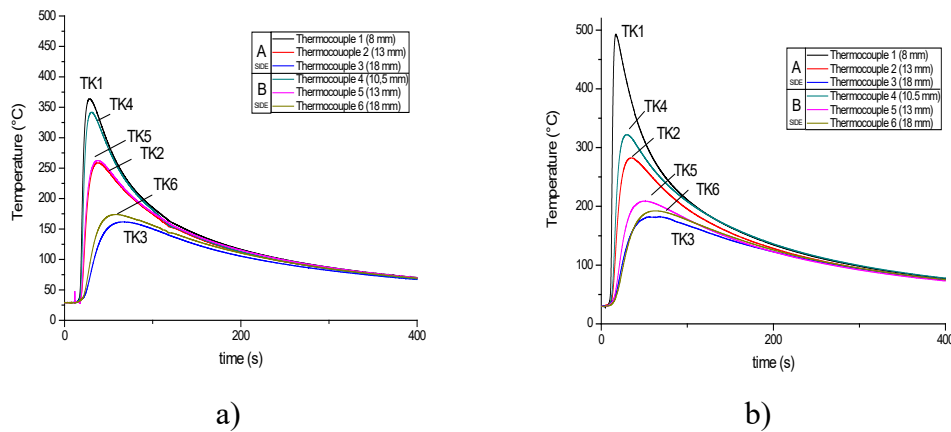 500
450
400
350
300
250
200
150
100
50
0
Temperature (°C)
0
200
400
time (s)
TK1
TK4
TK5
TK2
TK6
TK3
A
SIDE
B
SIDE
Thermocouple 1 (8 mm)
Thermocouple 2 (13 mm)
Thermocouple 3 (18 mm)
Thermocouple 4 (10,5 mm)
Thermocouple 5 (13 mm)
Thermocouple 6 (18 mm)
a)
500
400
300
200
100
0
Temperature (°C)
0
100
200
300
400
time (s)
TK1
TK4
TK2
TK5
TK6
TK3
A
SIDE
B
SIDE
Thermocouple 1 (8 mm)
Thermocouple 2 (13 mm)
Thermocouple 3 (18 mm)
Thermocouple 4 (10.5 mm)
Thermocouple 5 (13 mm)
Thermocouple 6 (18 mm)
b)